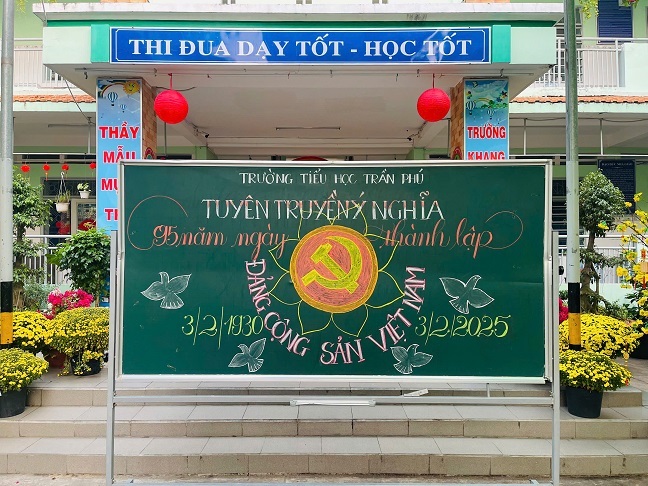 THI ĐUA DẠY TỐT - HỌC TỐT
THẦY
MẪU
MỰ
TRƯỜNG
KHANG
TRƯỜNG TIỂU HỌC TRẦN PHÚ
TUYÊN TRUYỀN Ý NGHĨA
95 năm ngày thành lập
ĐẢNG CỘNG SẢN VIỆT NAM
3/2/1930
3/2/2025